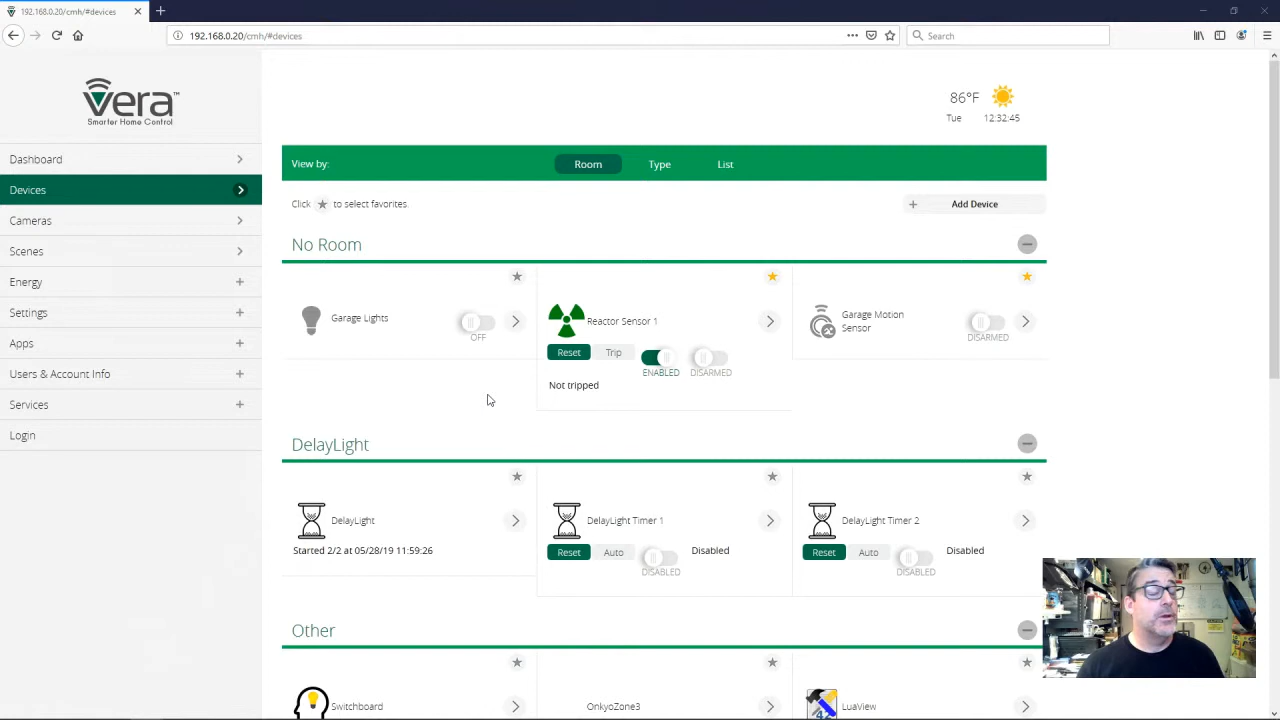 192.168.0.20/cmh/#devices
192.168.0.20/cmh/#devices
Search
vera™
Smarter Home Control
Dashboard
Devices
Cameras
Scenes
Energy
Settings
Apps
Users & Account Info
Services
Login
86°F
Tue
12:32:45
View by:
Room
Type
List
Click ★ to select favorites.
+ Add Device
No Room
Garage Lights
OFF
Reactor Sensor 1
Reset
Trip
ENABLED
DISARMED
Not tripped
Garage Motion
Sensor
DISARMED
DelayLight
DelayLight
Started 2/2 at 05/28/19 11:59:26
DelayLight Timer 1
Reset
Auto
DISABLED
Disabled
DelayLight Timer 2
Reset
Auto
DISABLED
Disabled
Other
Switchboard
OnkyoZone3
LuaView